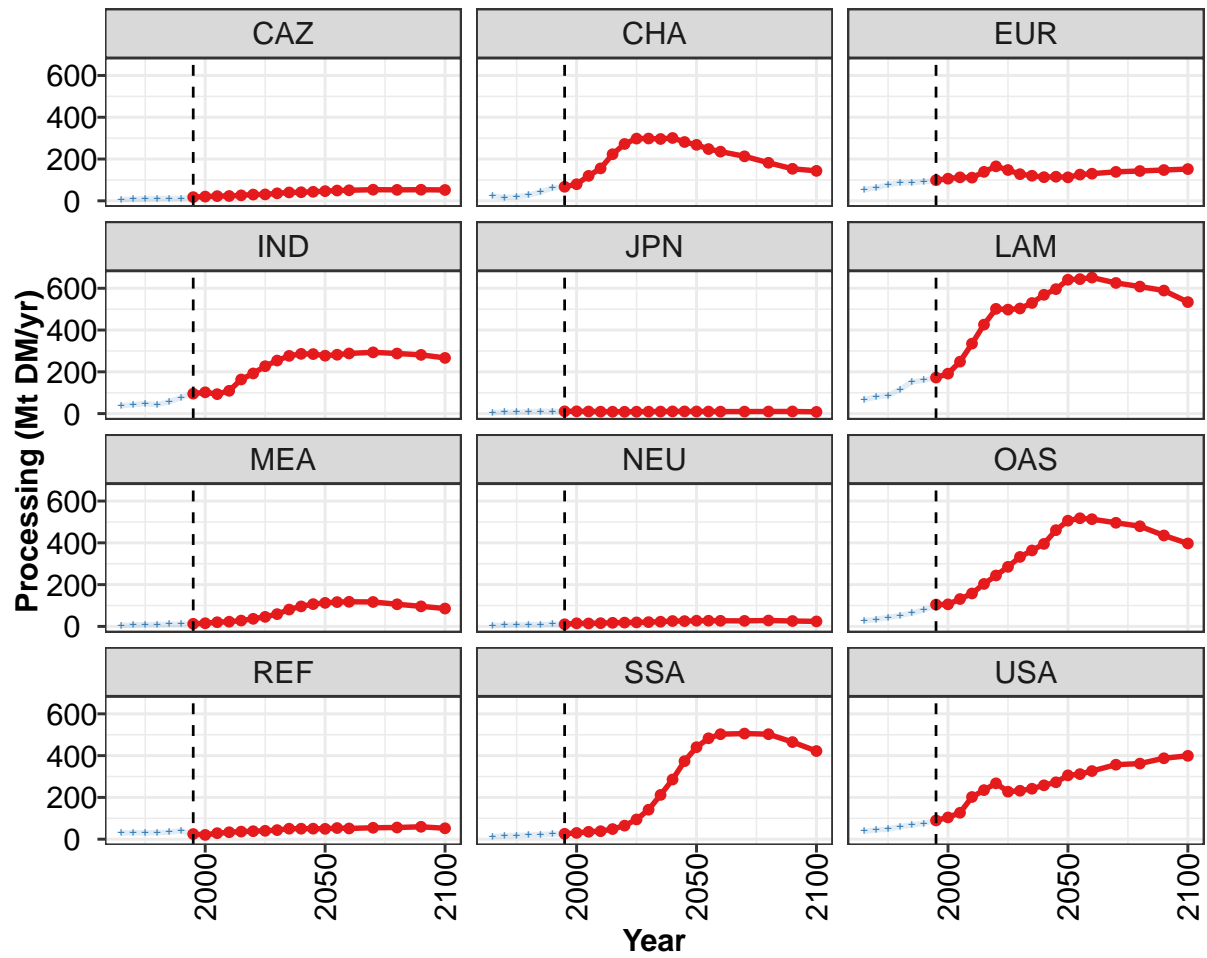 CAZ CHA EUR
600
400
200
0
IND JPN LAM
600
400
200
0
MEA NEU OAS
600
400
200
0
REF SSA USA
600
400
200
0
2000 2050 2100 2000 2050 2100 2000 2050 2100
Year
Processing (Mt DM/yr)